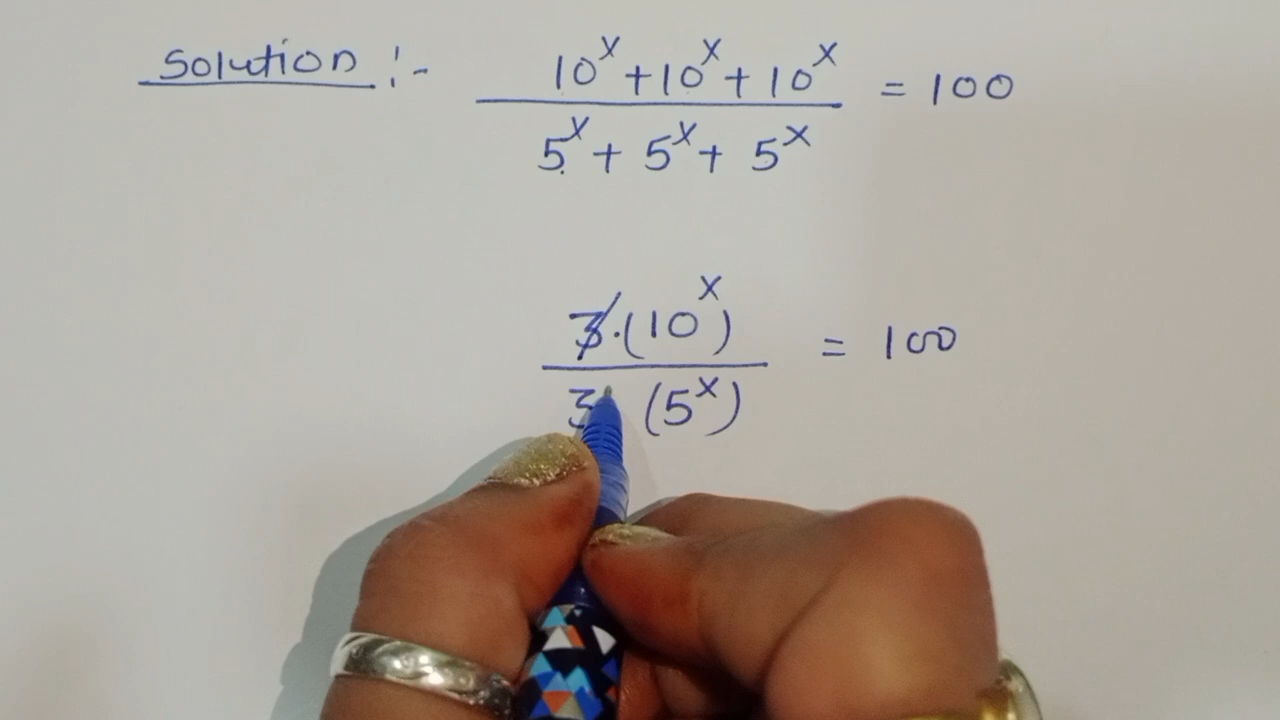 Solution :- 10^x + 10^x + 10^x = 100
5^x + 5^x + 5^x
3·(10^x) = 100
3 (5^x)